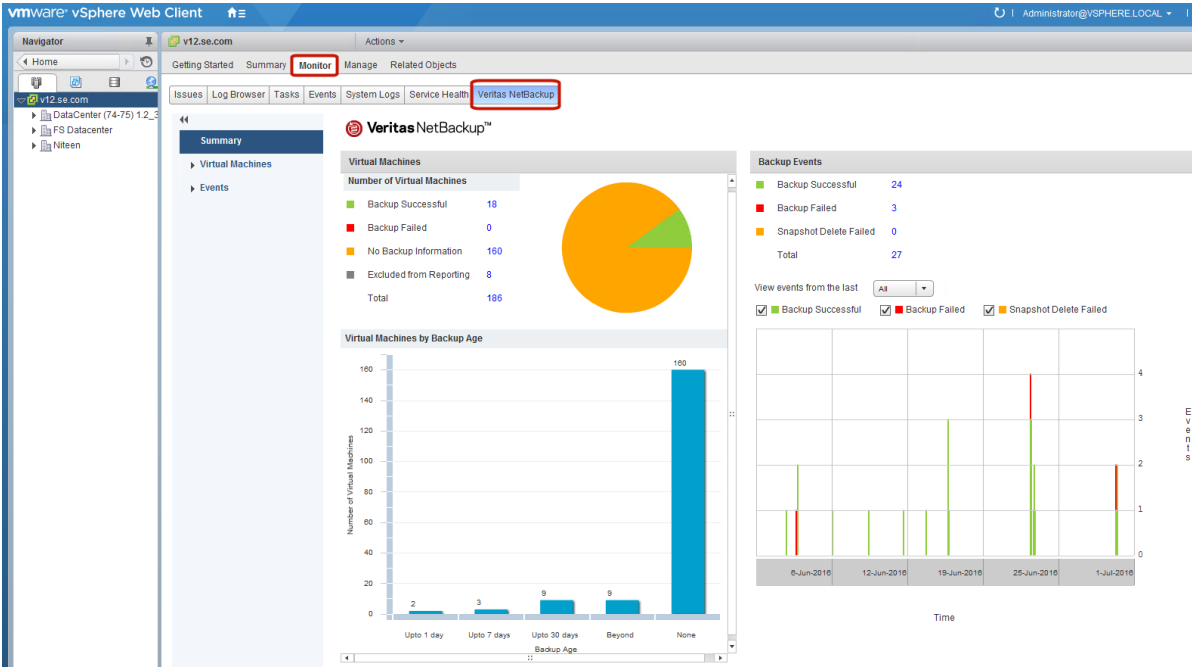 vmware® vSphere Web Client
Administrator@VSPHERE.LOCAL
Navigator
Home
v12.se.com
DataCenter (74-75) 1.2_3
FS Datacenter
Niteen
v12.se.com Actions
Getting Started Summary Monitor Manage Related Objects
Issues Log Browser Tasks Events System Logs Service Health Veritas NetBackup
Summary
Virtual Machines
Events
Veritas NetBackup™
Virtual Machines
Number of Virtual Machines
Backup Successful 18
Backup Failed 0
No Backup Information 160
Excluded from Reporting 8
Total 186
Virtual Machines by Backup Age
Number of Virtual Machines
160
140
120
100
80
60
40
20
0
2
3
9
9
160
Upto 1 day Upto 7 days Upto 30 days Beyond None
Backup Age
Backup Events
Backup Successful 24
Backup Failed 3
Snapshot Delete Failed 0
Total 27
View events from the last All
Backup Successful Backup Failed Snapshot Delete Failed
4
3
2
1
0
Events
6-Jun-2016 12-Jun-2016 19-Jun-2016 25-Jun-2016 1-Jul-2016
Time